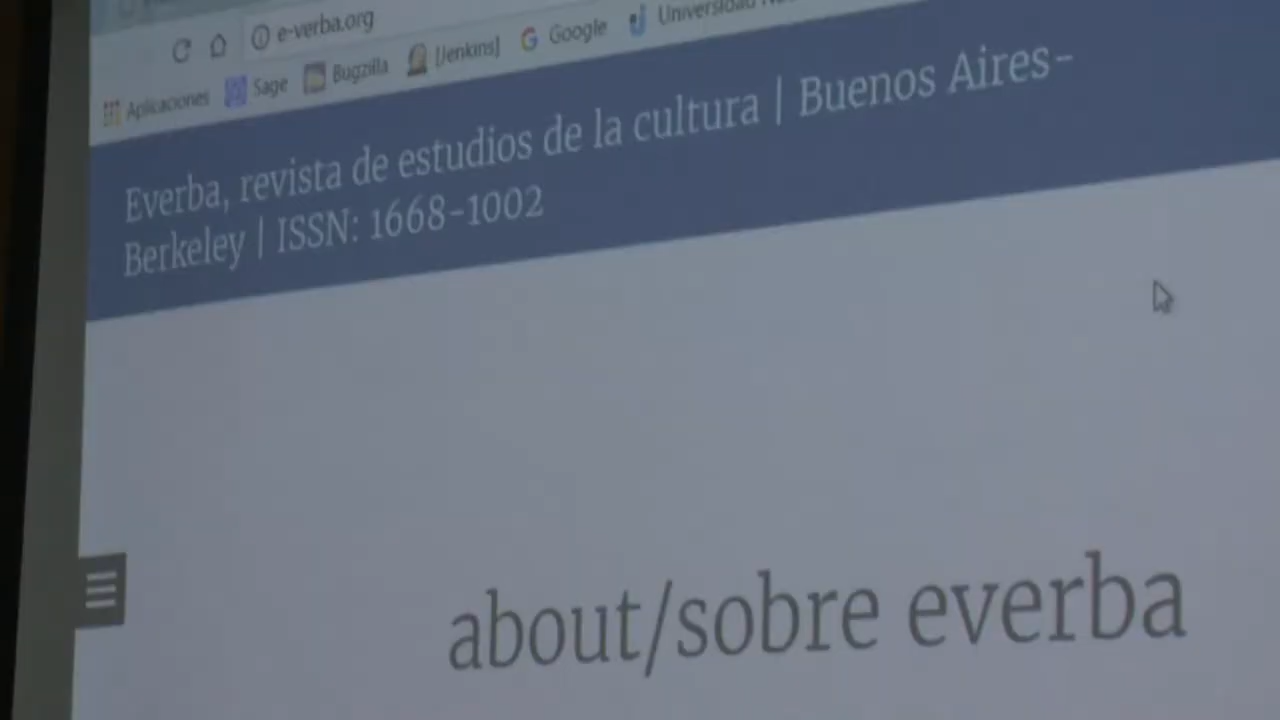 e-verba.org
Aplicaciones Sage Bugzilla [Jenkins] Google Universidad
Everba, revista de estudios de la cultura | Buenos Aires-
Berkeley | ISSN: 1668-1002
about/sobre everba